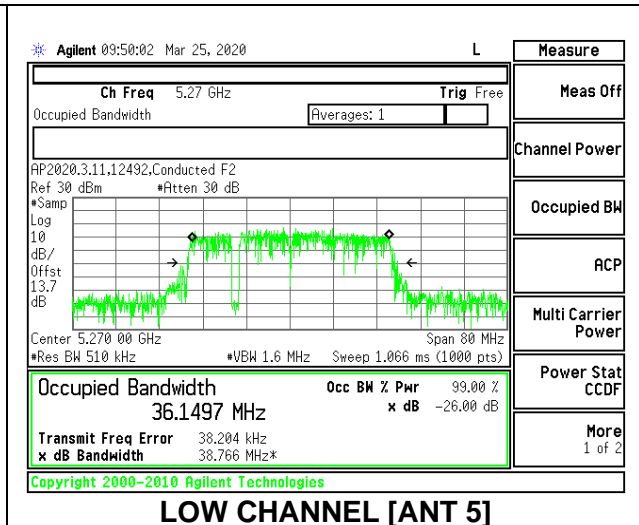 Agilent 09:50:02 Mar 25, 2020 L Measure
Ch Freq 5.27 GHz Trig Free
Meas Off
Occupied Bandwidth Averages: 1
Channel Power
AP2020.3.11,12492,Conducted F2
Ref 30 dBm #Atten 30 dB
#Samp
Log
10
dB/
Offst
13.7
dB
Occupied BW
ACP
Center 5.270 00 GHz Span 80 MHz
#Res BW 510 kHz #VBW 1.6 MHz Sweep 1.066 ms (1000 pts)
Multi Carrier
Power
Occupied Bandwidth Occ BW % Pwr 99.00 %
36.1497 MHz x dB -26.00 dB
Power Stat
CCDF
Transmit Freq Error 38.204 kHz
x dB Bandwidth 38.766 MHz*
More
1 of 2
Copyright 2000-2010 Agilent Technologies
LOW CHANNEL [ANT 5]